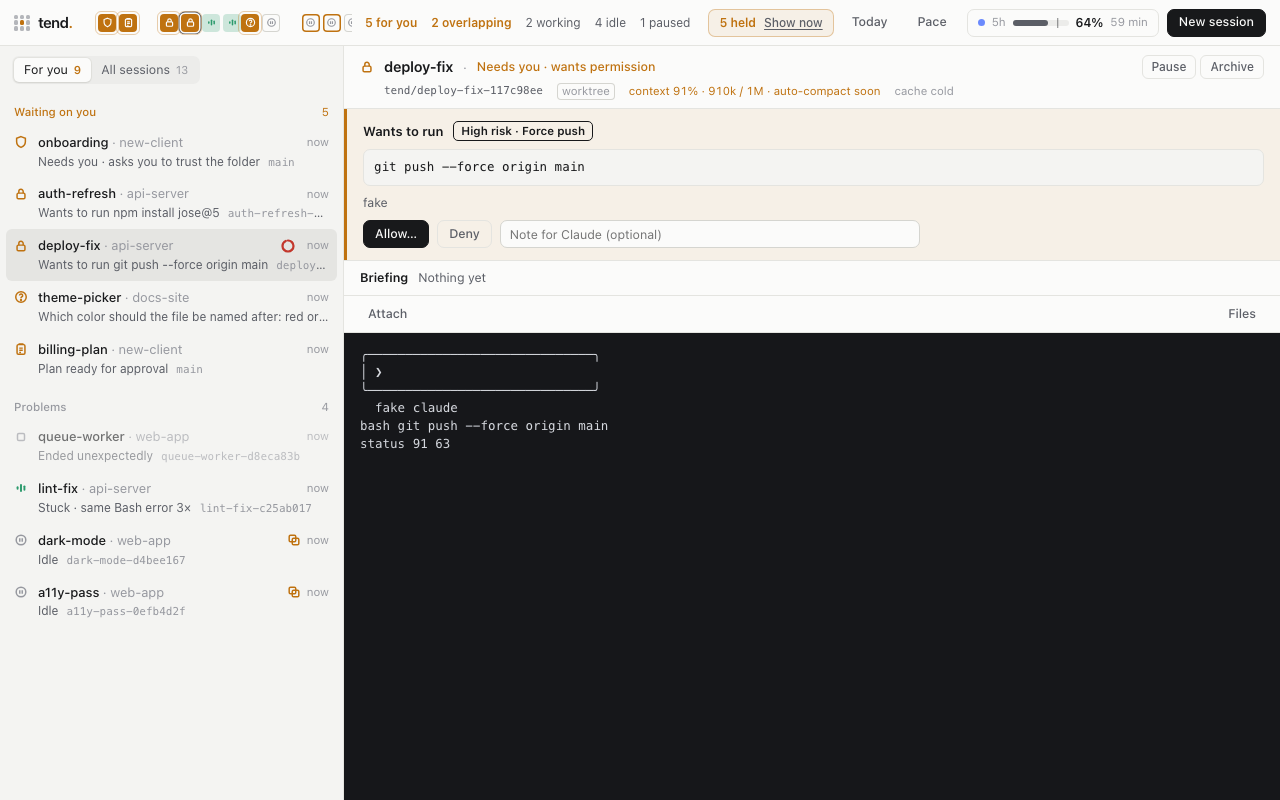 tend.
5 for you 2 overlapping 2 working 4 idle 1 paused
5 held Show now
Today
Pace
5h 64% 59 min
New session
For you 9
All sessions 13
Waiting on you 5
onboarding · new-client now
Needs you · asks you to trust the folder main
auth-refresh · api-server now
Wants to run npm install jose@5 auth-refresh-…
deploy-fix · api-server now
Wants to run git push --force origin main deploy…
theme-picker · docs-site now
Which color should the file be named after: red or…
billing-plan · new-client now
Plan ready for approval main
Problems 4
queue-worker · web-app now
Ended unexpectedly queue-worker-d8eca83b
lint-fix · api-server now
Stuck · same Bash error 3× lint-fix-c25ab017
dark-mode · web-app now
Idle dark-mode-d4bee167
a11y-pass · web-app now
Idle a11y-pass-0efb4d2f
deploy-fix · Needs you · wants permission
Pause
Archive
tend/deploy-fix-117c98ee worktree context 91% · 910k / 1M · auto-compact soon cache cold
Wants to run High risk · Force push
git push --force origin main
fake
Allow...
Deny
Note for Claude (optional)
Briefing Nothing yet
Attach
Files
❯
fake claude
bash git push --force origin main
status 91 63